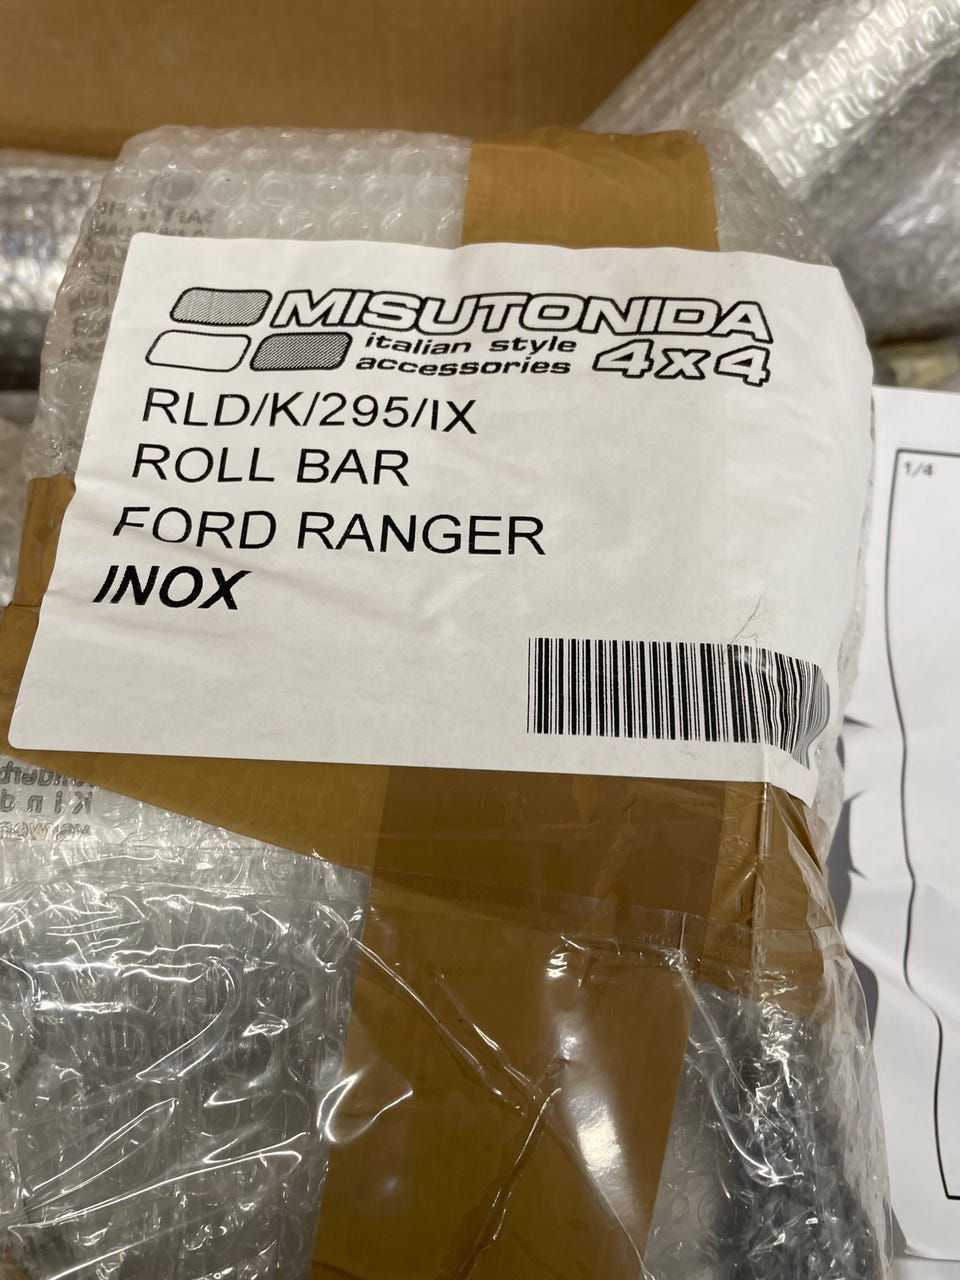 MISUTONIDA
italian style
accessories 4x4
RLD/K/295/IX
ROLL BAR
FORD RANGER
INOX
1/4